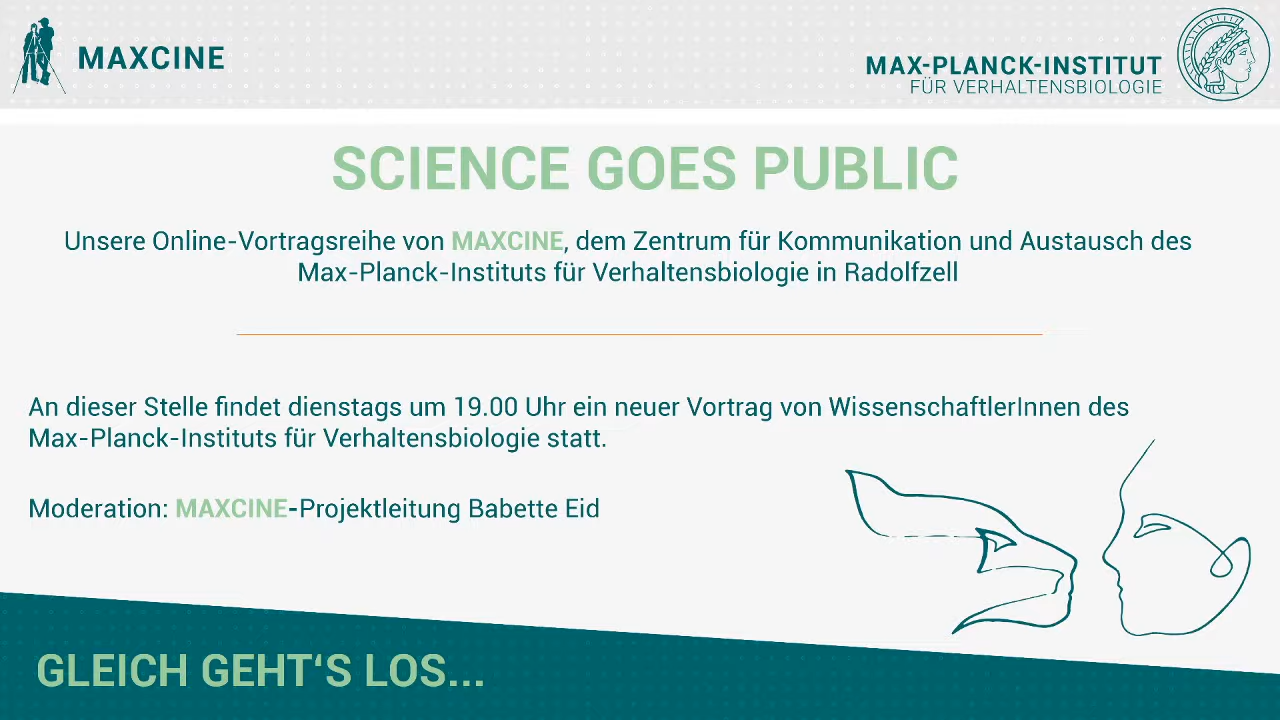 MAXCINE
MAX-PLANCK-INSTITUT
FÜR VERHALTENSBIOLOGIE
SCIENCE GOES PUBLIC
Unsere Online-Vortragsreihe von MAXCINE, dem Zentrum für Kommunikation und Austausch des
Max-Planck-Instituts für Verhaltensbiologie in Radolfzell
An dieser Stelle findet dienstags um 19.00 Uhr ein neuer Vortrag von WissenschaftlerInnen des
Max-Planck-Instituts für Verhaltensbiologie statt.
Moderation: MAXCINE-Projektleitung Babette Eid
GLEICH GEHT‘S LOS...